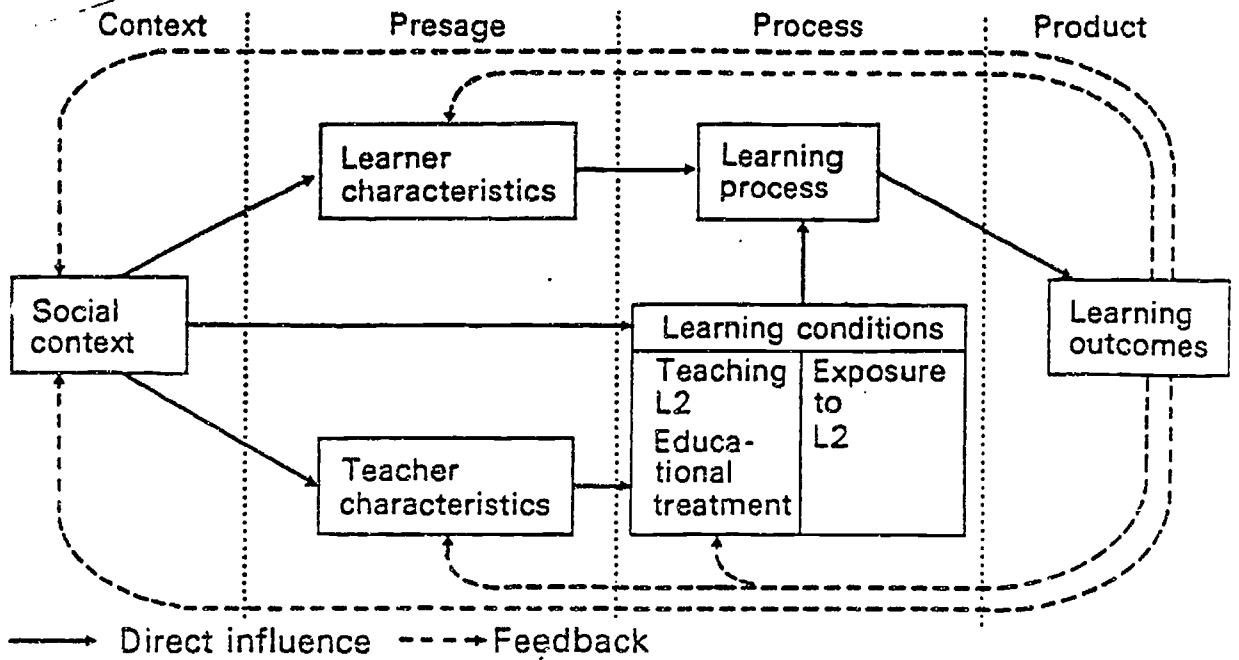 Context Presage Process Product
Learner
characteristics
Learning
process
Social
context
Learning conditions
Teaching
L2
Educa-
tional
treatment
Exposure
to
L2
Learning
outcomes
Teacher
characteristics
Direct influence Feedback